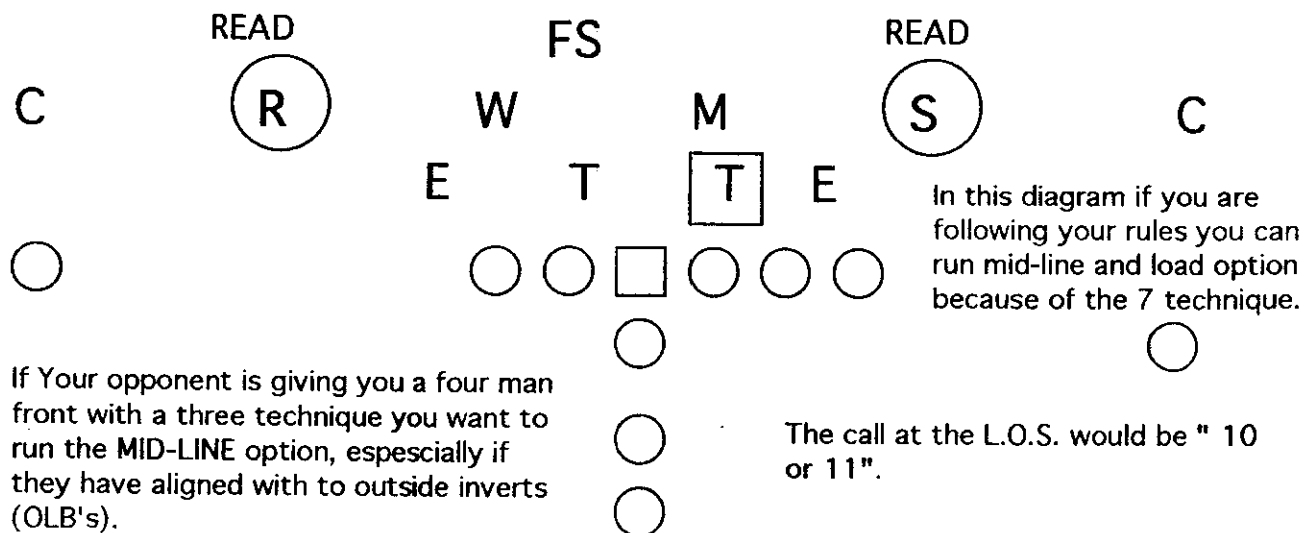 READ FS READ
C R W M S C
E T T E
In this diagram if you are
following your rules you can
run mid-line and load option
because of the 7 technique.
If Your opponent is giving you a four man
front with a three technique you want to
run the MID-LINE option, espescially if
they have aligned with to outside inverts
(OLB's).
The call at the L.O.S. would be " 10
or 11".